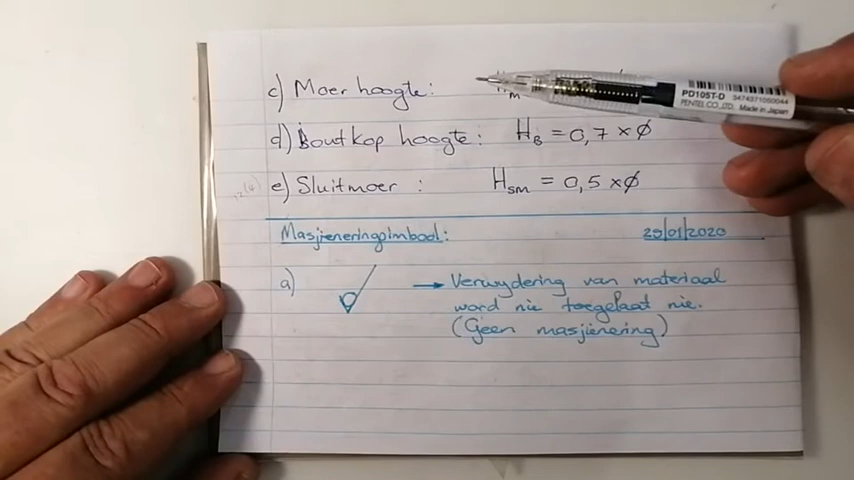 c) Moer hoogte:
d) Boutkop hoogte: H_B = 0,7 × ø
e) Sluitmoer : H_SM = 0,5 × ø
Masjieneringsimbool: 29/01/2020
a) → Verwydering van materiaal
word nie toegelaat nie.
(Geen masjienering)
PD105T-D
PENTEL CO., LTD. Made in Japan